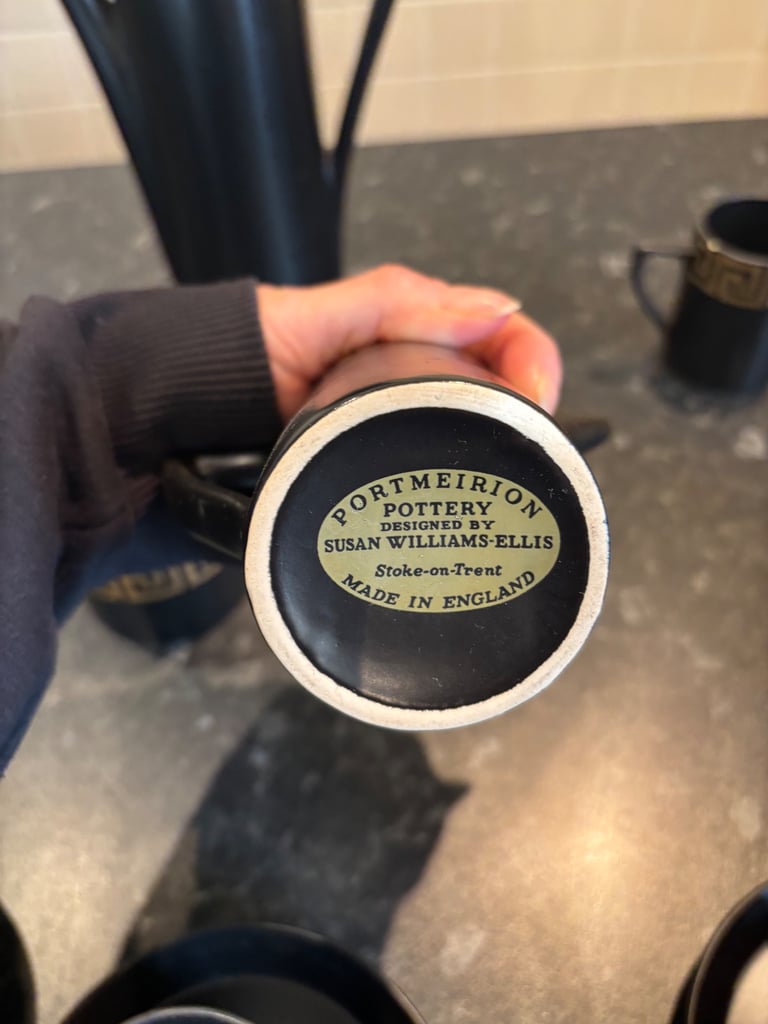 PORTMEIRION
POTTERY
DESIGNED BY
SUSAN WILLIAMS-ELLIS
Stoke-on-Trent
MADE IN ENGLAND